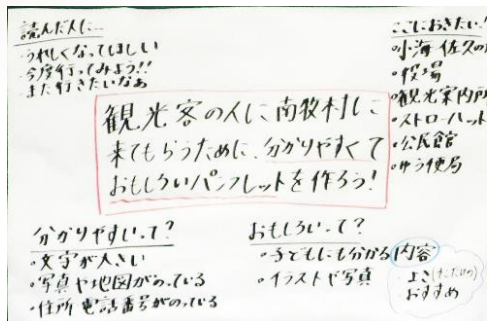 読んだ人に…
・うれしくなってほしい
・今度行ってみよう!!
・また行きたいなぁ
ここにおきたい!
・小海・佐久の
・役場
・観光案内所
・ストローハット
・公民館
・ゆう便局
観光客の人に南牧村に
来てもらうために、分かりやすくて
おもしろいパンフレットを作ろう!
分かりやすいって?
・文字が大きい
・写真や地図がのっている
・住所 電話番号がのっている
おもしろいって?
・子どもにも分かる内容
・イラストや写真
・よさ(ここだけの)
おすすめ